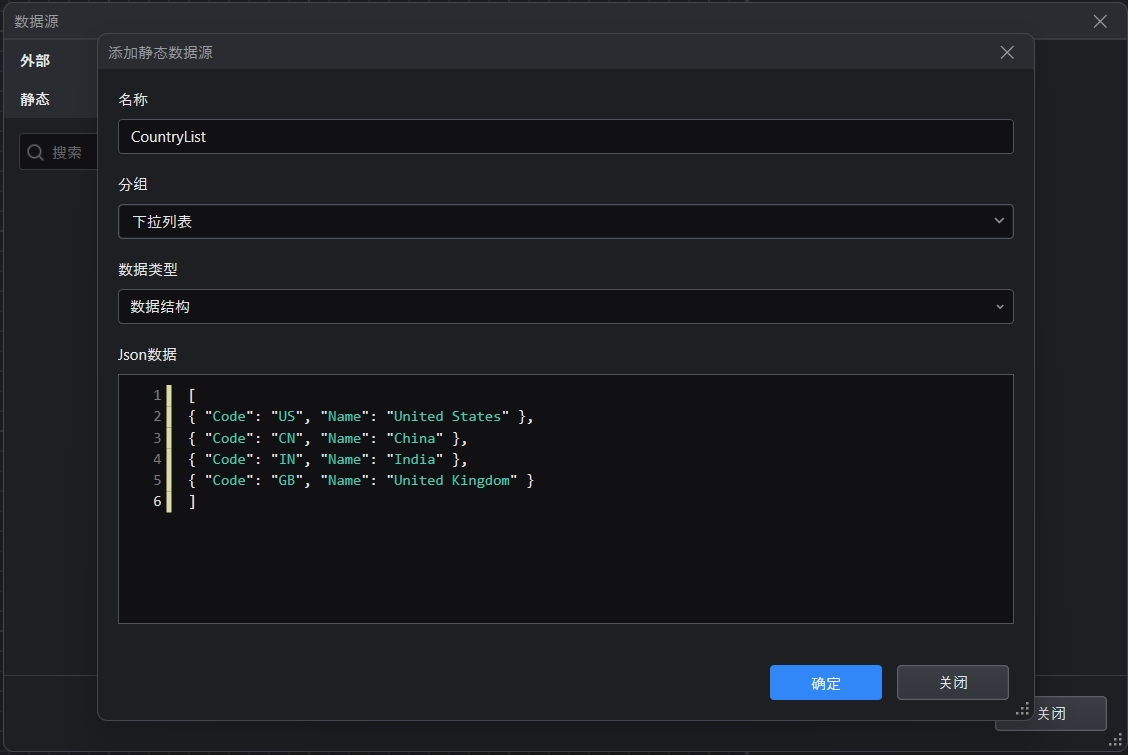 数据源
外部
静态
搜索
添加静态数据源
名称
CountryList
分组
下拉列表
数据类型
数据结构
Json数据
1 [
2 { "Code": "US", "Name": "United States" },
3 { "Code": "CN", "Name": "China" },
4 { "Code": "IN", "Name": "India" },
5 { "Code": "GB", "Name": "United Kingdom" }
6 ]
确定 关闭
关闭